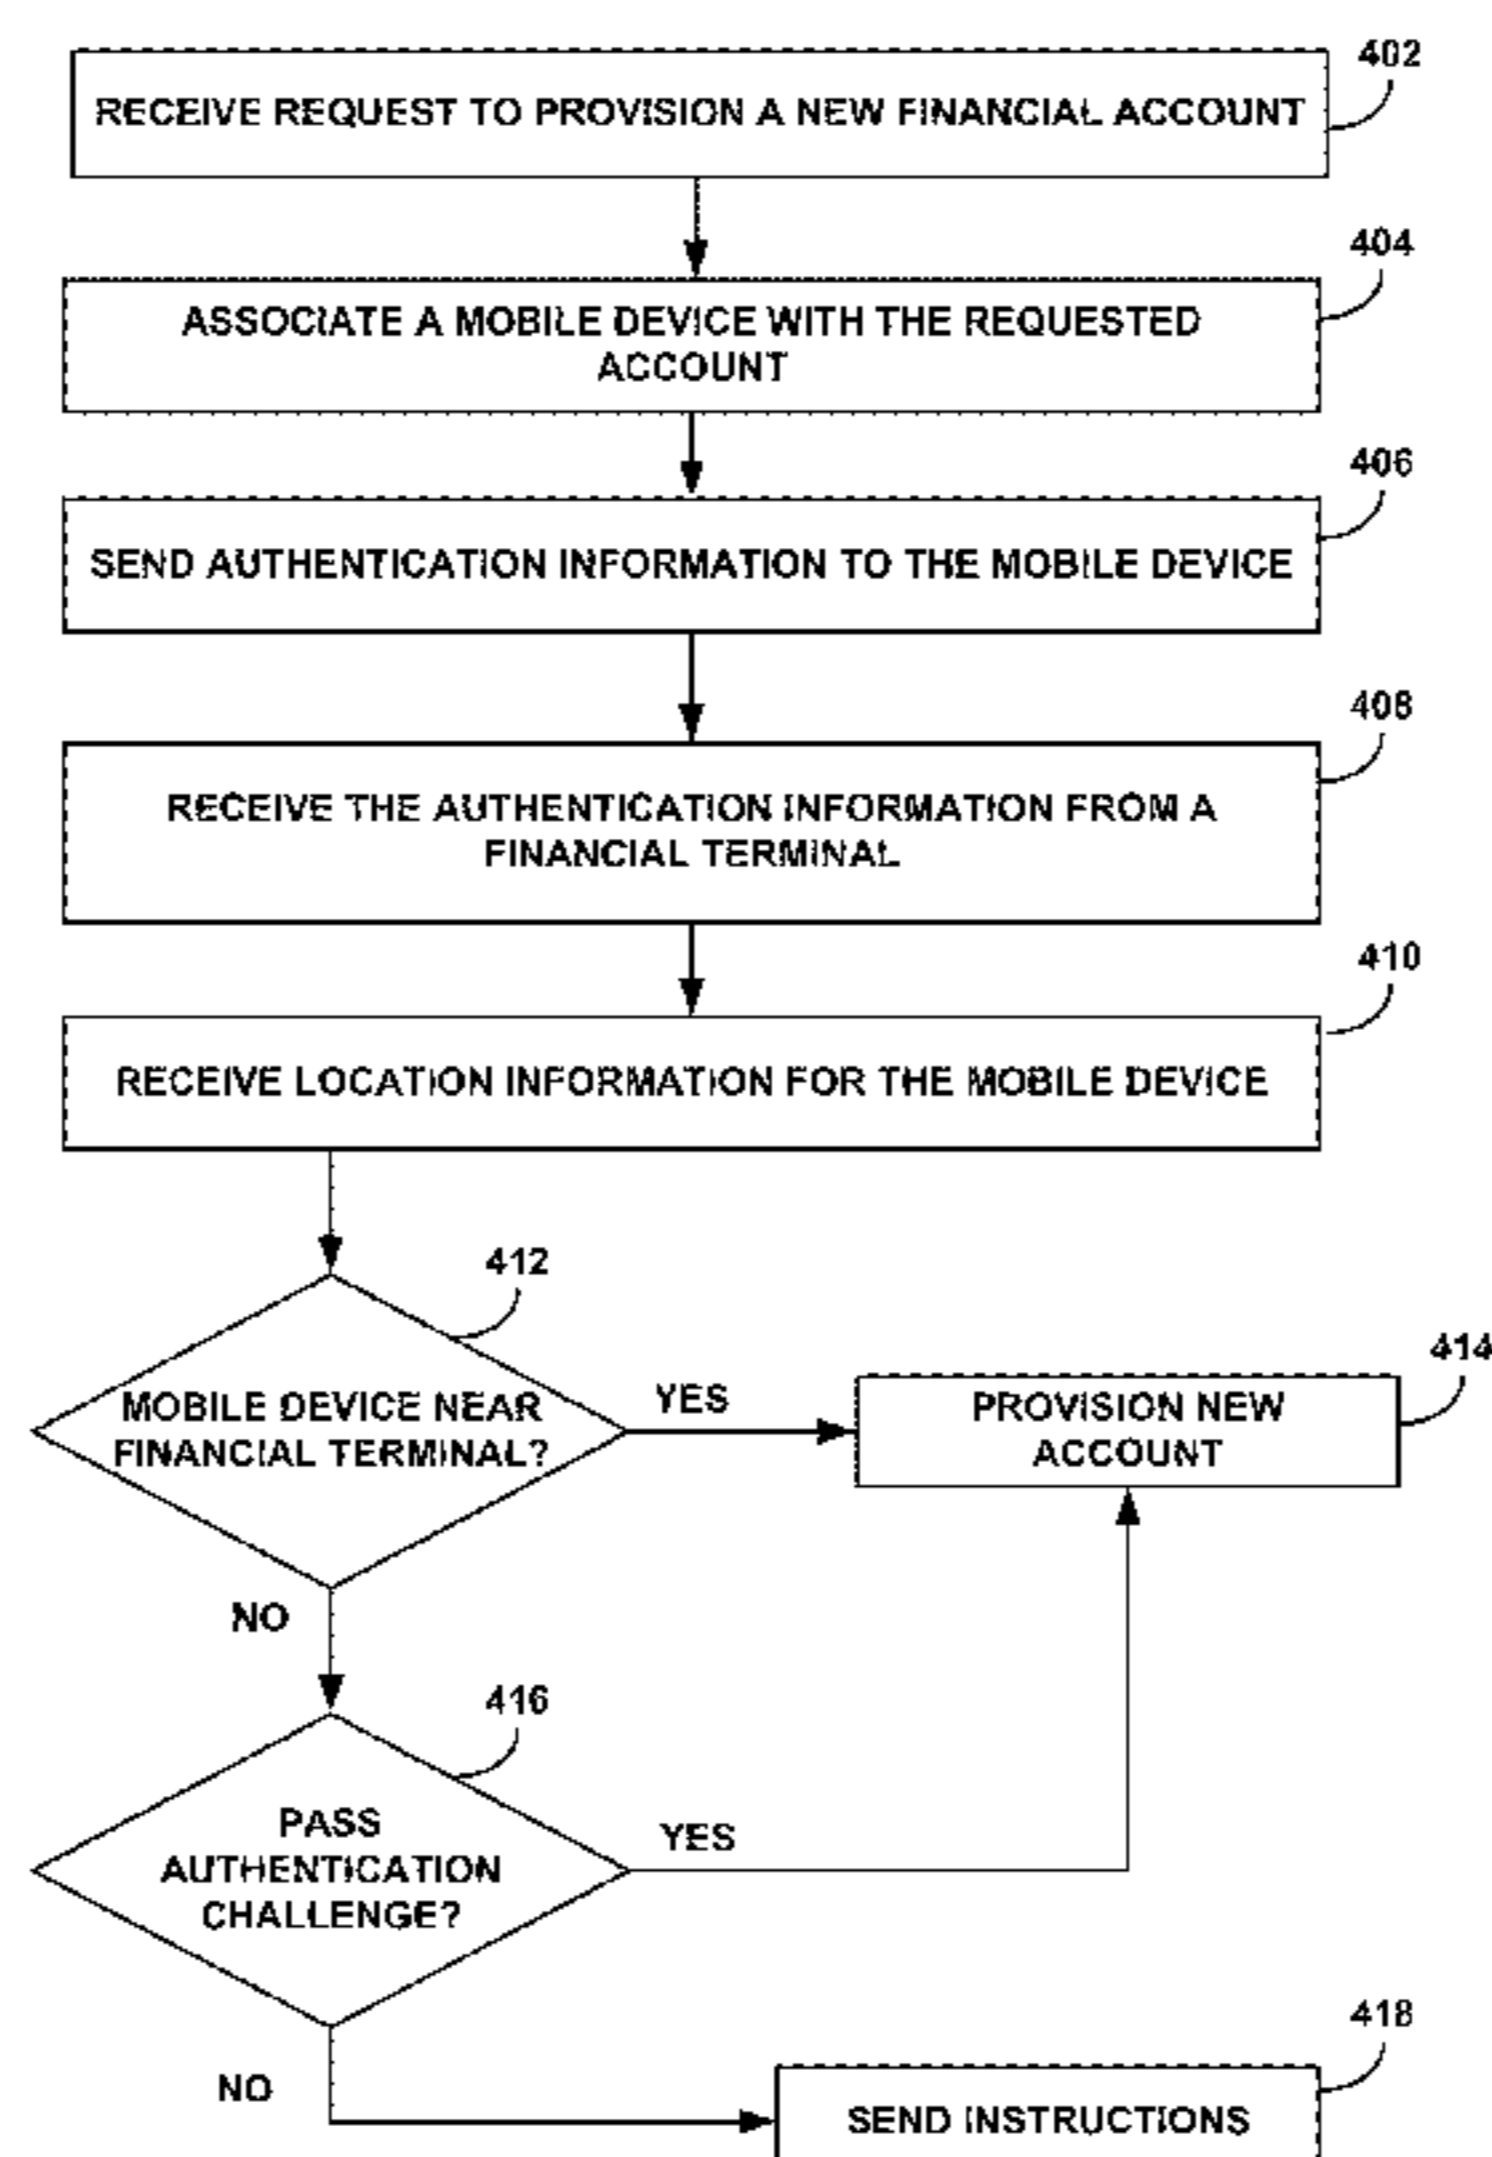 402
RECEIVE REQUEST TO PROVISION A NEW FINANCIAL ACCOUNT
404
ASSOCIATE A MOBILE DEVICE WITH THE REQUESTED
ACCOUNT
406
SEND AUTHENTICATION INFORMATION TO THE MOBILE DEVICE
408
RECEIVE THE AUTHENTICATION INFORMATION FROM A
FINANCIAL TERMINAL
410
RECEIVE LOCATION INFORMATION FOR THE MOBILE DEVICE
412
MOBILE DEVICE NEAR
FINANCIAL TERMINAL?
YES
414
PROVISION NEW
ACCOUNT
NO
416
PASS
AUTHENTICATION
CHALLENGE?
YES
NO
418
SEND INSTRUCTIONS